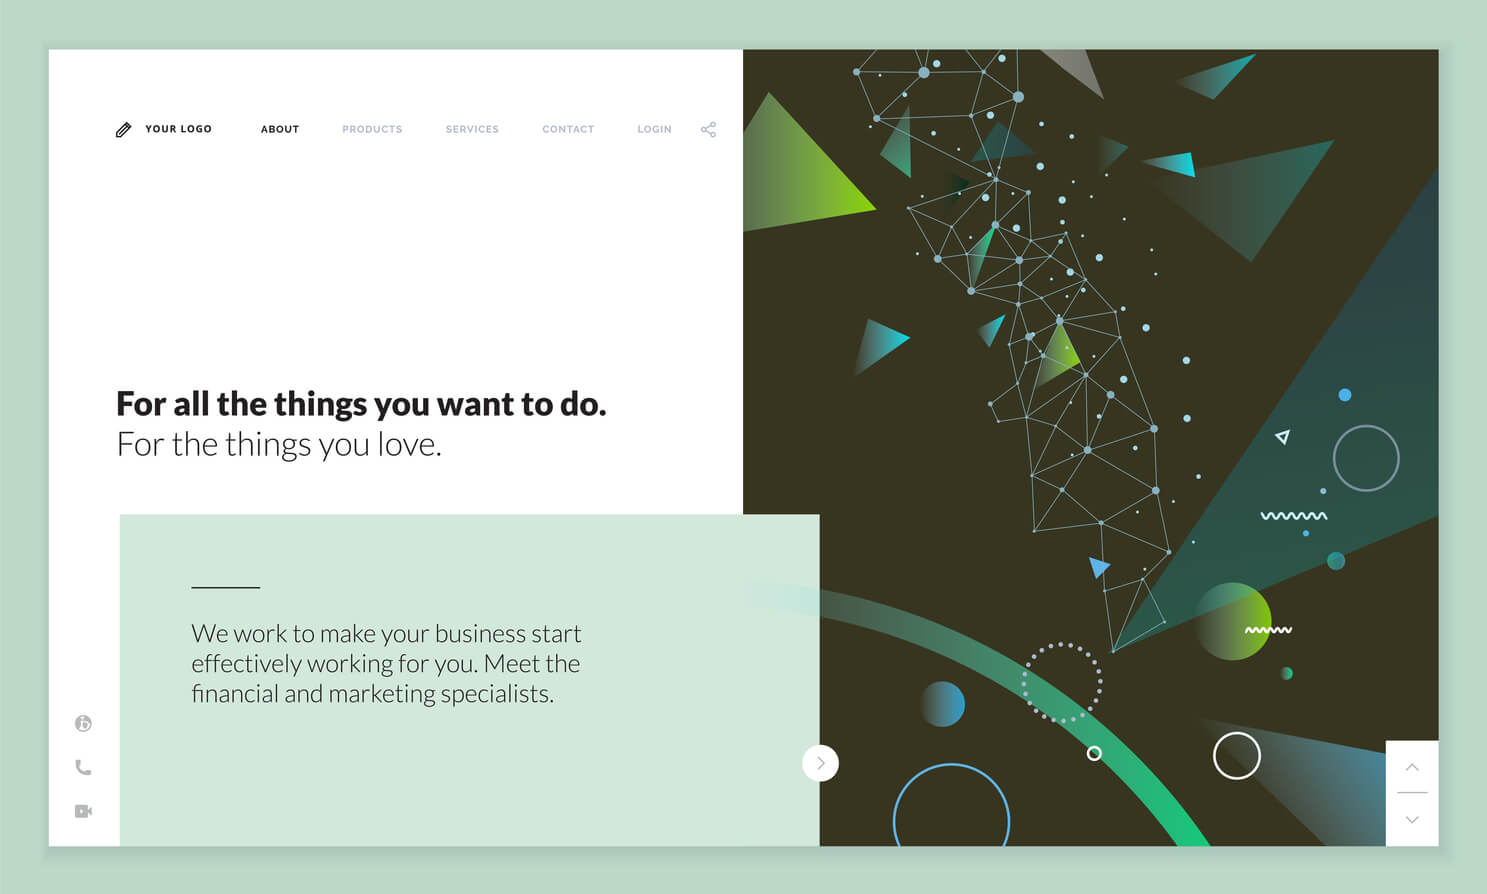 YOUR LOGO ABOUT PRODUCTS SERVICES CONTACT LOGIN
For all the things you want to do.
For the things you love.
We work to make your business start
effectively working for you. Meet the
financial and marketing specialists.